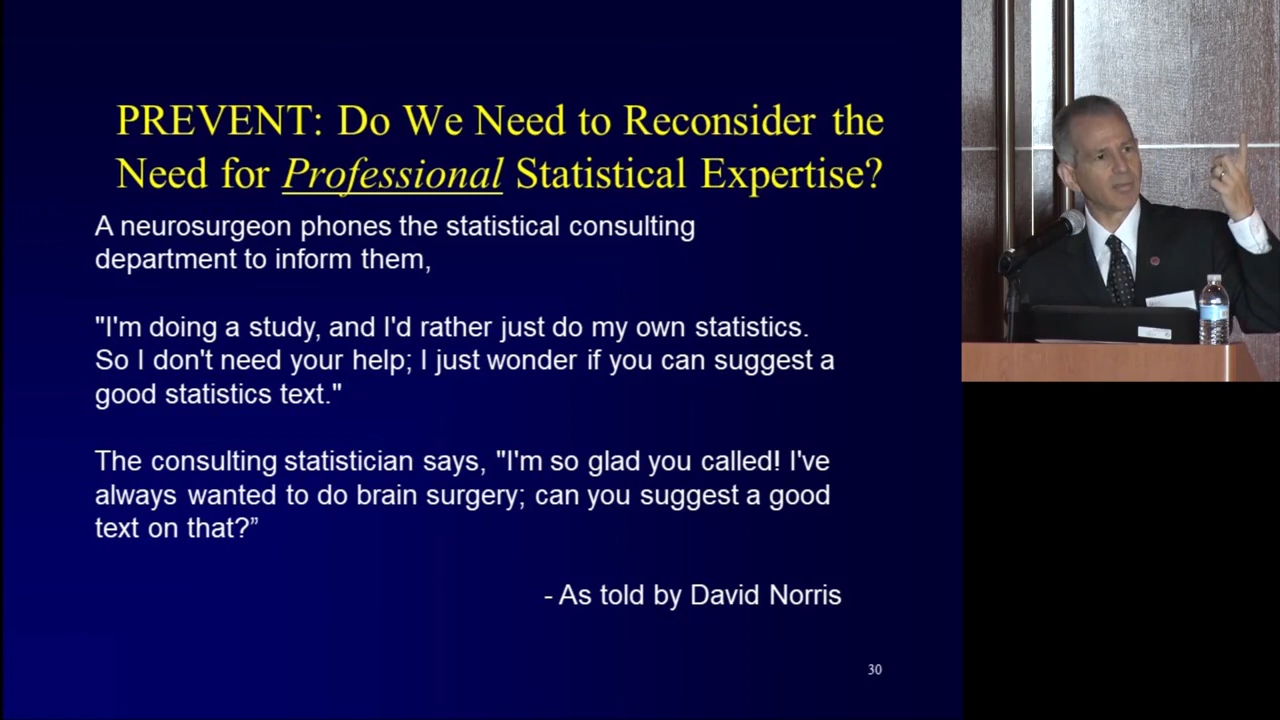 PREVENT: Do We Need to Reconsider the
Need for Professional Statistical Expertise?
A neurosurgeon phones the statistical consulting
department to inform them,
"I'm doing a study, and I'd rather just do my own statistics.
So I don't need your help; I just wonder if you can suggest a
good statistics text."
The consulting statistician says, "I'm so glad you called! I've
always wanted to do brain surgery; can you suggest a good
text on that?”
- As told by David Norris
30